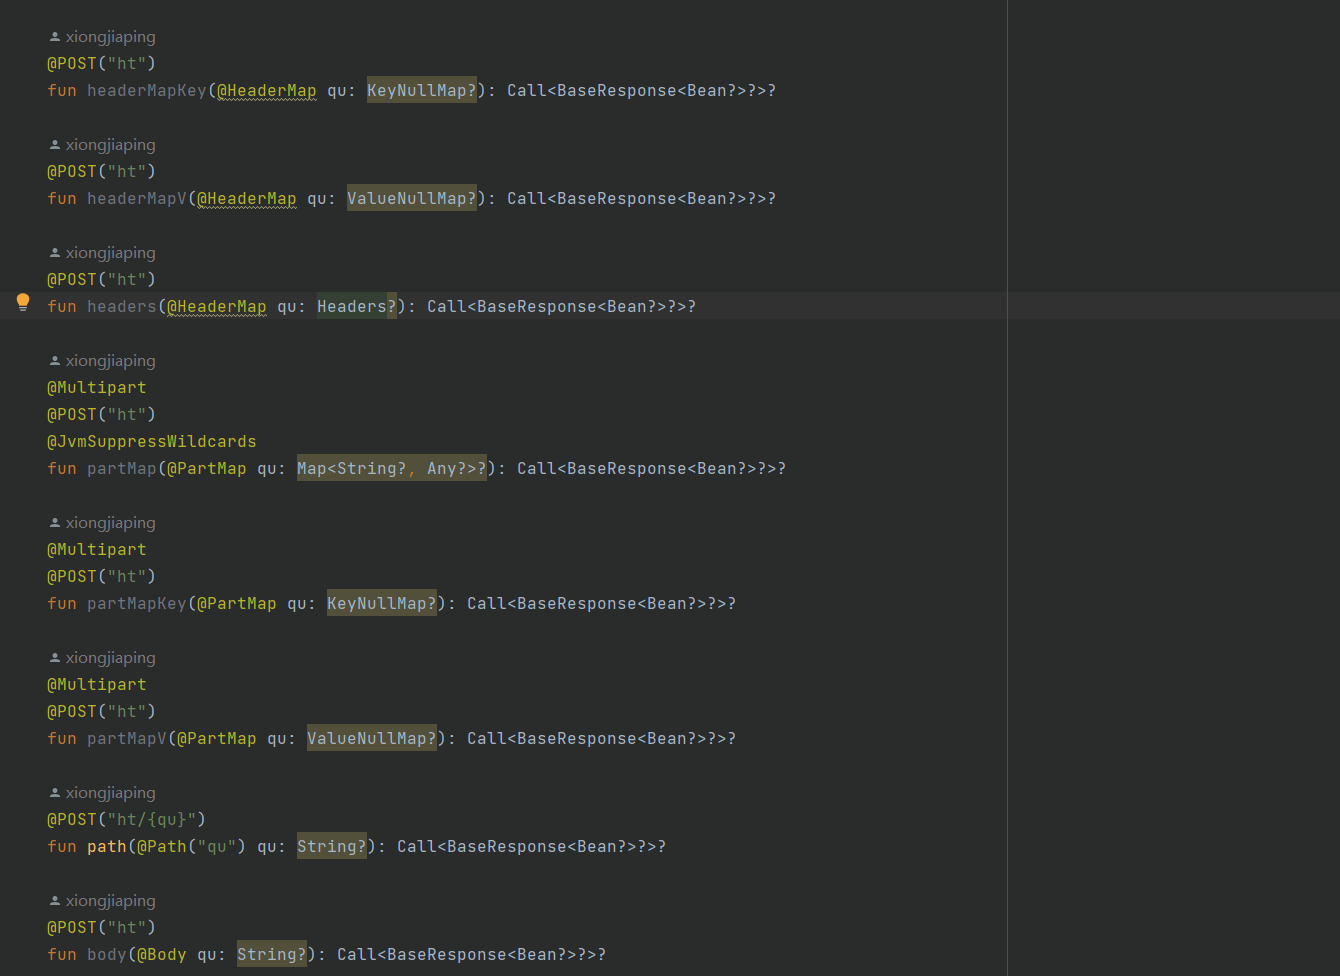 xiongjiaping
@POST("ht")
fun headerMapKey(@HeaderMap qu: KeyNullMap?): Call<BaseResponse<Bean?>?>?
xiongjiaping
@POST("ht")
fun headerMapV(@HeaderMap qu: ValueNullMap?): Call<BaseResponse<Bean?>?>?
xiongjiaping
@POST("ht")
fun headers(@HeaderMap qu: Headers?): Call<BaseResponse<Bean?>?>?
xiongjiaping
@Multipart
@POST("ht")
@JvmSuppressWildcards
fun partMap(@PartMap qu: Map<String?, Any?>?): Call<BaseResponse<Bean?>?>?
xiongjiaping
@Multipart
@POST("ht")
fun partMapKey(@PartMap qu: KeyNullMap?): Call<BaseResponse<Bean?>?>?
xiongjiaping
@Multipart
@POST("ht")
fun partMapV(@PartMap qu: ValueNullMap?): Call<BaseResponse<Bean?>?>?
xiongjiaping
@POST("ht/{qu}")
fun path(@Path("qu") qu: String?): Call<BaseResponse<Bean?>?>?
xiongjiaping
@POST("ht")
fun body(@Body qu: String?): Call<BaseResponse<Bean?>?>?